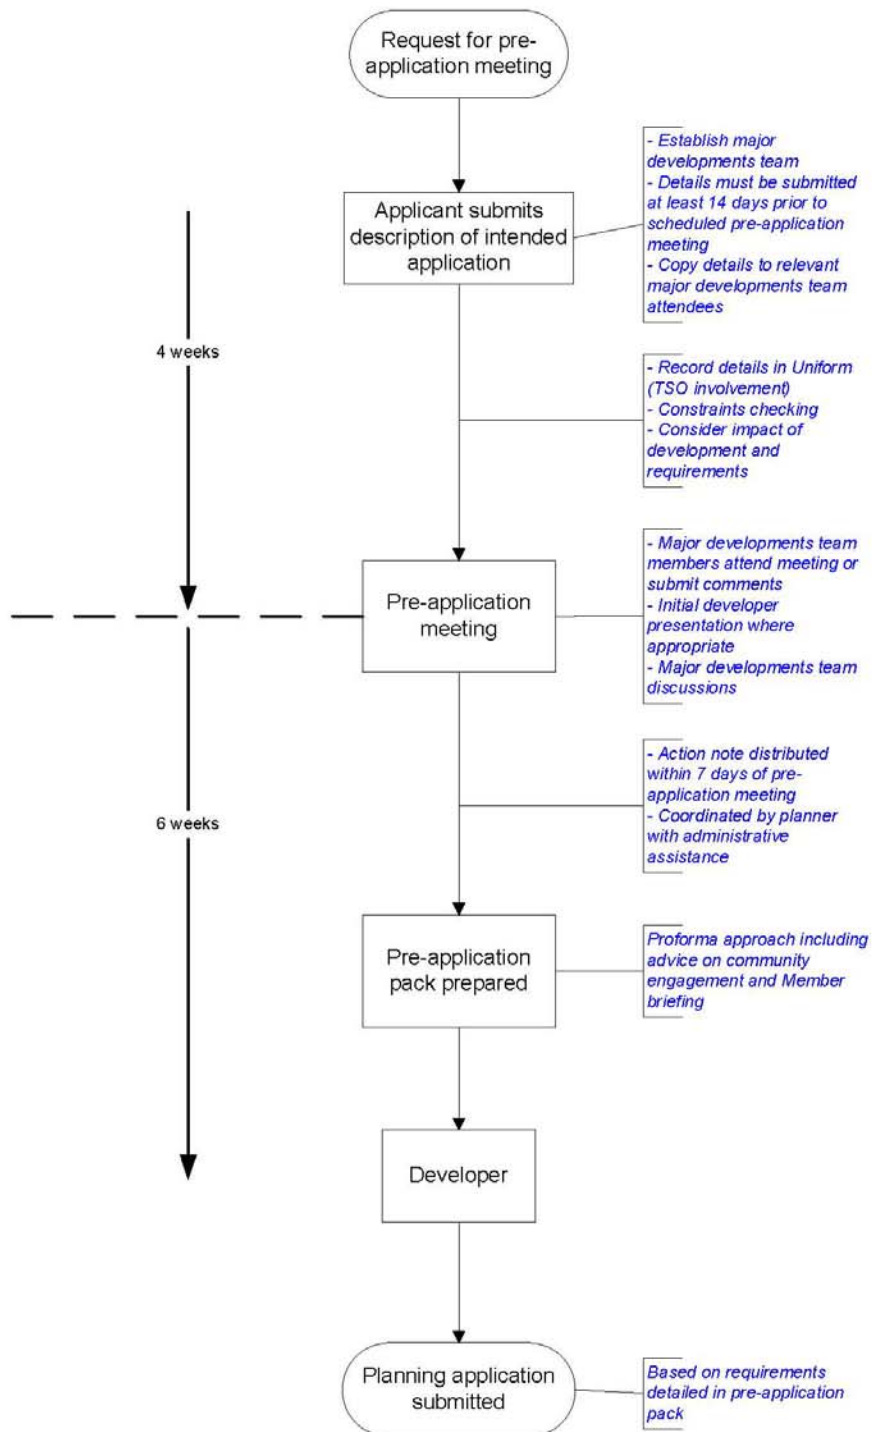 Request for pre-
application meeting
- Establish major
developments team
- Details must be submitted
at least 14 days prior to
scheduled pre-application
meeting
- Copy details to relevant
major developments team
attendees
Applicant submits
description of intended
application
4 weeks
- Record details in Uniform
(TSO involvement)
- Constraints checking
- Consider impact of
development and
requirements
Pre-application
meeting
- Major developments team
members attend meeting or
submit comments
- Initial developer
presentation where
appropriate
- Major developments team
discussions
6 weeks
- Action note distributed
within 7 days of pre-
application meeting
- Coordinated by planner
with administrative
assistance
Pre-application
pack prepared
Proforma approach including
advice on community
engagement and Member
briefing
Developer
Planning application
submitted
Based on requirements
detailed in pre-application
pack